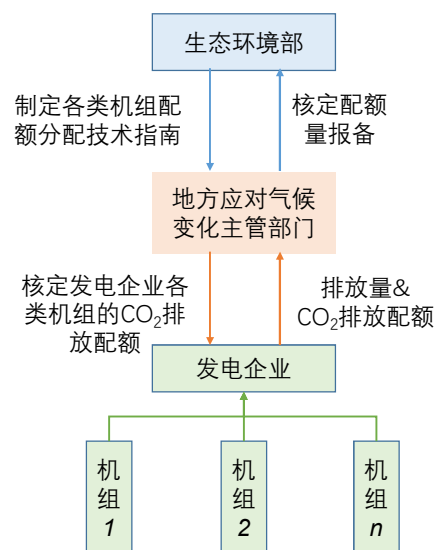 生态环境部
制定各类机组配
额分配技术指南
核定配额
量报备
地方应对气候
变化主管部门
核定发电企业各
类机组的CO₂排
放配额
排放量&
CO₂排放配额
发电企业
机
组
1
机
组
2
机
组
n